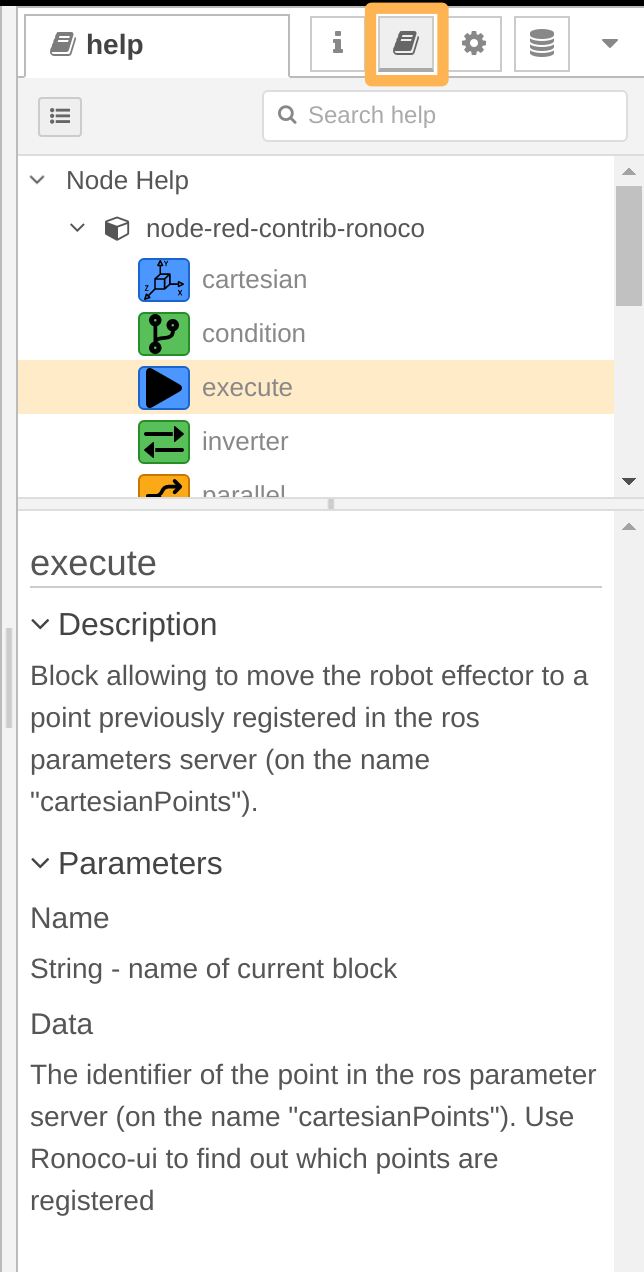 help
Search help
Node Help
node-red-contrib-ronoco
cartesian
condition
execute
inverter
parallel
execute
Description
Block allowing to move the robot effector to a
point previously registered in the ros
parameters server (on the name
"cartesianPoints").
Parameters
Name
String - name of current block
Data
The identifier of the point in the ros parameter
server (on the name "cartesianPoints"). Use
Ronoco-ui to find out which points are
registered